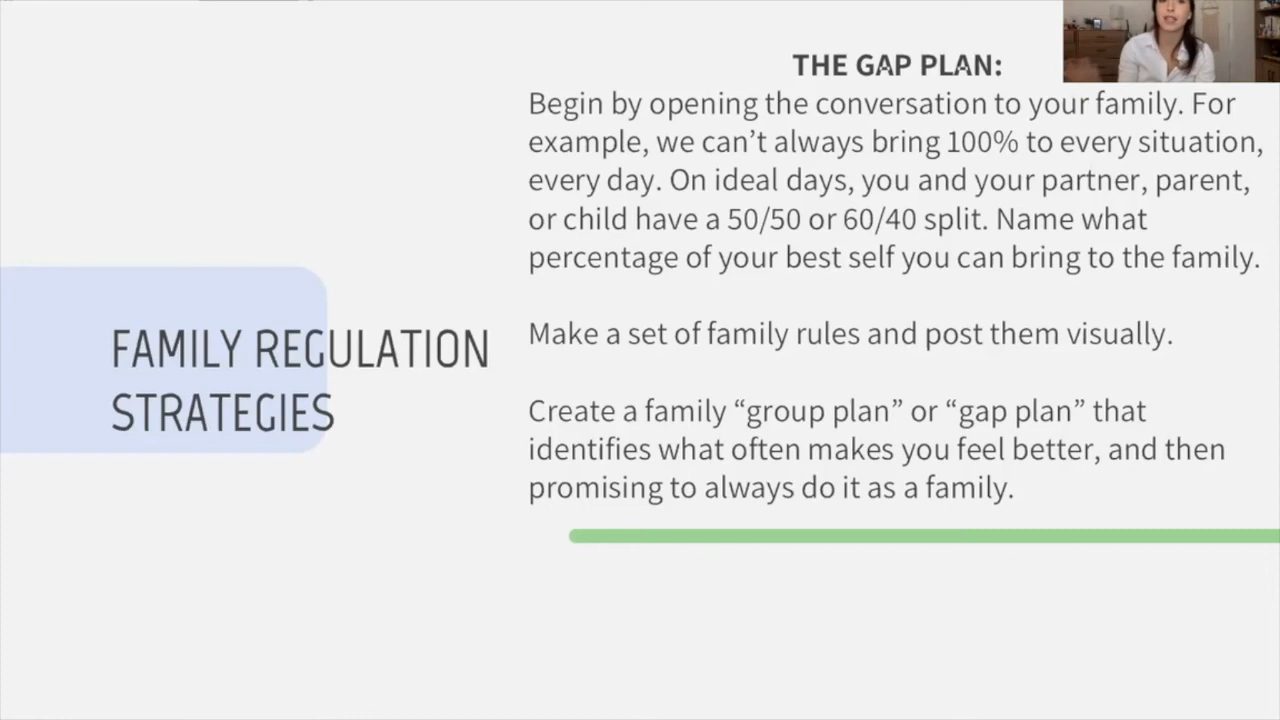 THE GAP PLAN:
Begin by opening the conversation to your family. For
example, we can’t always bring 100% to every situation,
every day. On ideal days, you and your partner, parent,
or child have a 50/50 or 60/40 split. Name what
percentage of your best self you can bring to the family.
Make a set of family rules and post them visually.
Create a family “group plan” or “gap plan” that
identifies what often makes you feel better, and then
promising to always do it as a family.
FAMILY REGULATION
STRATEGIES